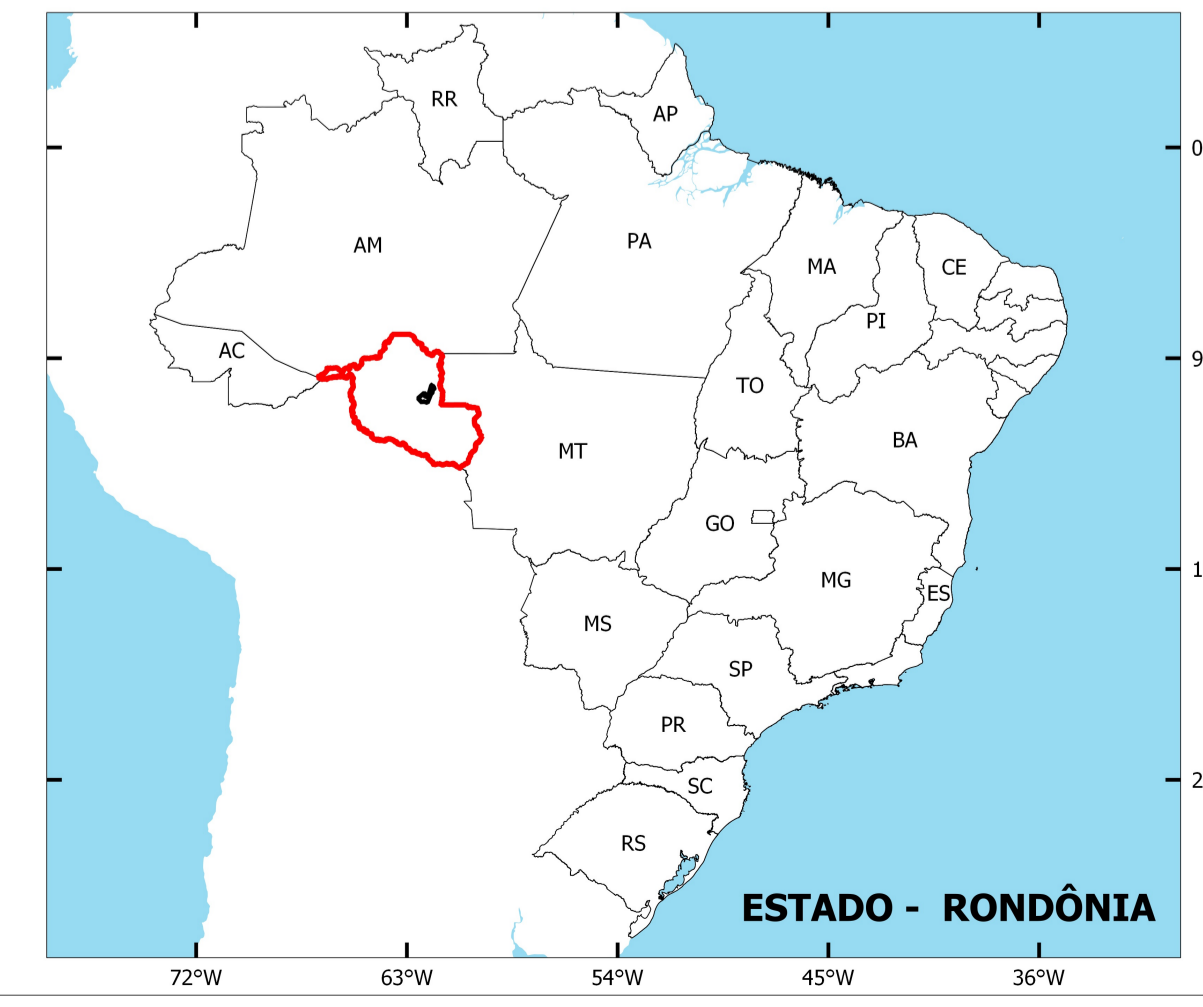 RR
AP
0
AM
PA
MA
CE
PI
AC
9
TO
BA
MT
GO
MG
1
ES
MS
SP
PR
2
SC
RS
ESTADO - RONDÔNIA
72°W 63°W 54°W 45°W 36°W